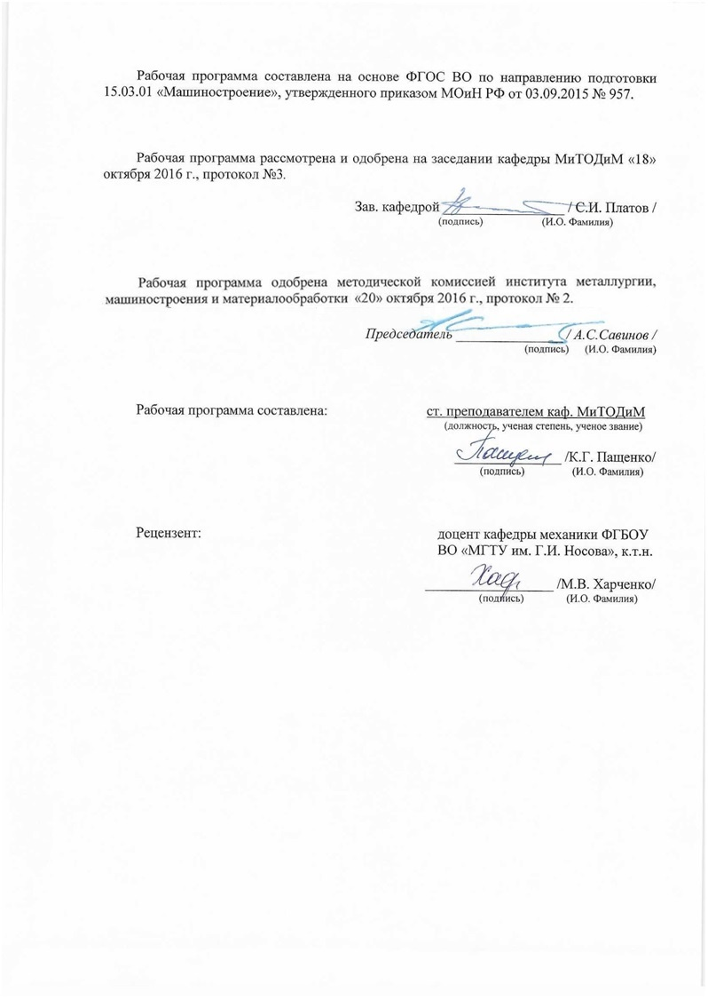 Рабочая программа составлена на основе ФГОС ВО по направлению подготовки
15.03.01 «Машиностроение», утвержденного приказом МОиН РФ от 03.09.2015 № 957.
Рабочая программа рассмотрена и одобрена на заседании кафедры МиТОДиМ «18»
октября 2016 г., протокол №3.
Зав. кафедрой ________________ / С.И. Платов /
(подпись) (И.О. Фамилия)
Рабочая программа одобрена методической комиссией института металлургии,
машиностроения и материалообработки «20» октября 2016 г., протокол № 2.
Председатель ______________ / А.С.Савинов /
(подпись) (И.О. Фамилия)
Рабочая программа составлена: ст. преподавателем каф. МиТОДиМ
(должность, ученая степень, ученое звание)
______________ /К.Г. Пащенко/
(подпись) (И.О. Фамилия)
Рецензент: доцент кафедры механики ФГБОУ
ВО «МГТУ им. Г.И. Носова», к.т.н.
________________ /М.В. Харченко/
(подпись) (И.О. Фамилия)